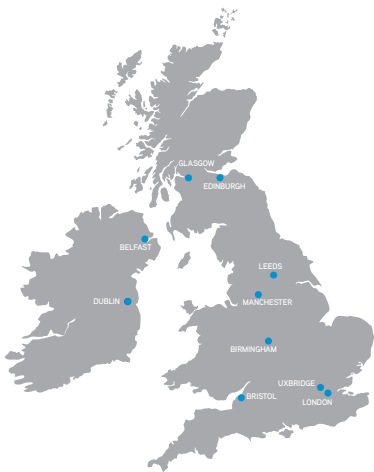 GLASGOW
EDINBURGH
BELFAST
LEEDS
DUBLIN
MANCHESTER
BIRMINGHAM
UXBRIDGE
BRISTOL
LONDON